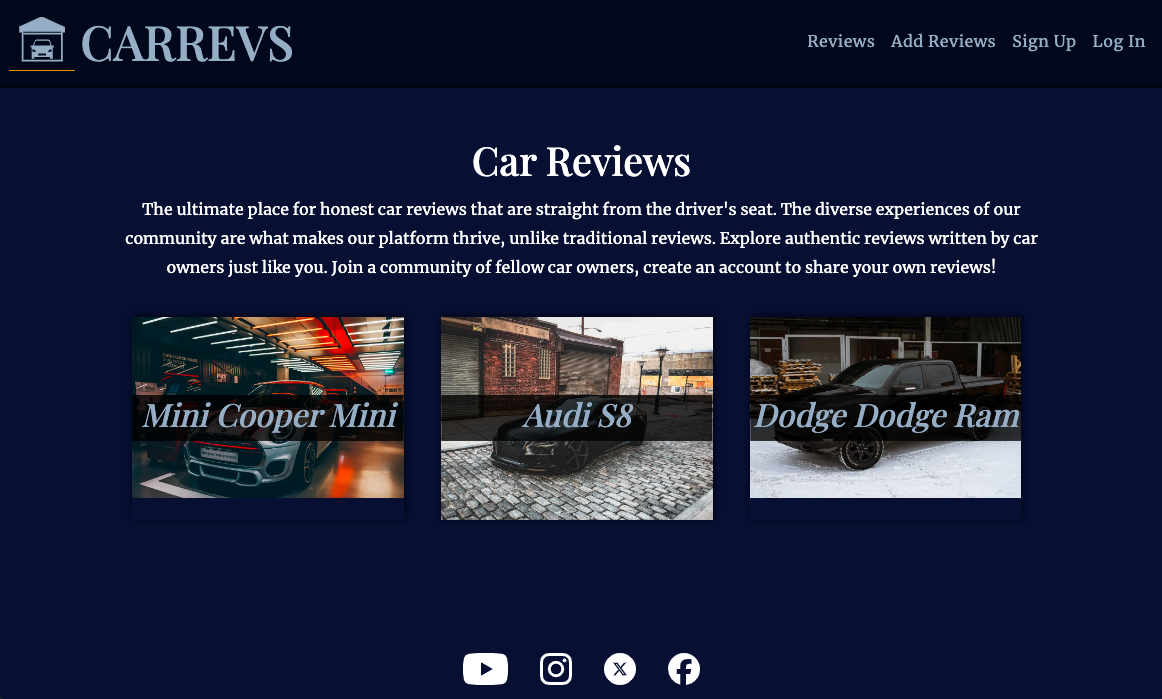 CARREVS
Reviews Add Reviews Sign Up Log In
Car Reviews
The ultimate place for honest car reviews that are straight from the driver's seat. The diverse experiences of our
community are what makes our platform thrive, unlike traditional reviews. Explore authentic reviews written by car
owners just like you. Join a community of fellow car owners, create an account to share your own reviews!
Mini Cooper Mini
Audi S8
Dodge Dodge Ram